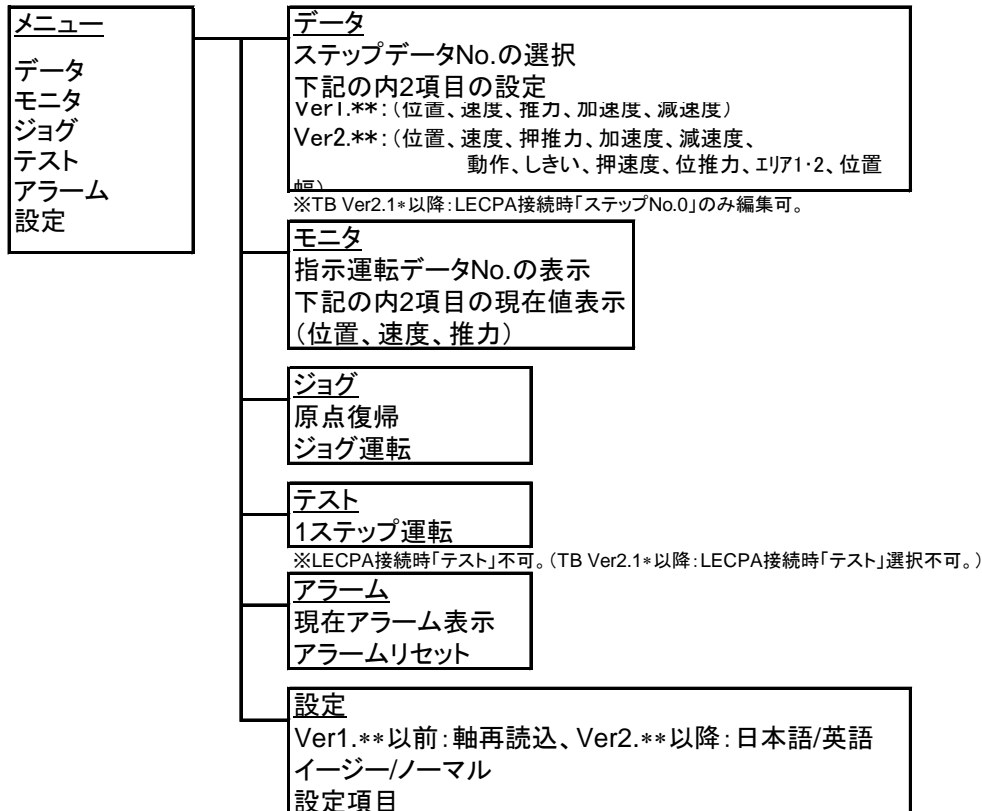 メニュー
データ
モニタ
ジョグ
テスト
アラーム
設定
データ
ステップデータNo.の選択
下記の内2項目の設定
Ver1.**:(位置、速度、推力、加速度、減速度)
Ver2.**:(位置、速度、押推力、加速度、減速度、
動作、しきい、押速度、位推力、エリア1・2、位置
幅)
※TB Ver2.1*以降:LECPA接続時「ステップNo.0」のみ編集可。
モニタ
指示運転データNo.の表示
下記の内2項目の現在値表示
(位置、速度、推力)
ジョグ
原点復帰
ジョグ運転
テスト
1ステップ運転
※LECPA接続時「テスト」不可。(TB Ver2.1*以降:LECPA接続時「テスト」選択不可。)
アラーム
現在アラーム表示
アラームリセット
設定
Ver1.**以前:軸再読込、Ver2.**以降:日本語/英語
イージー/ノーマル
設定項目